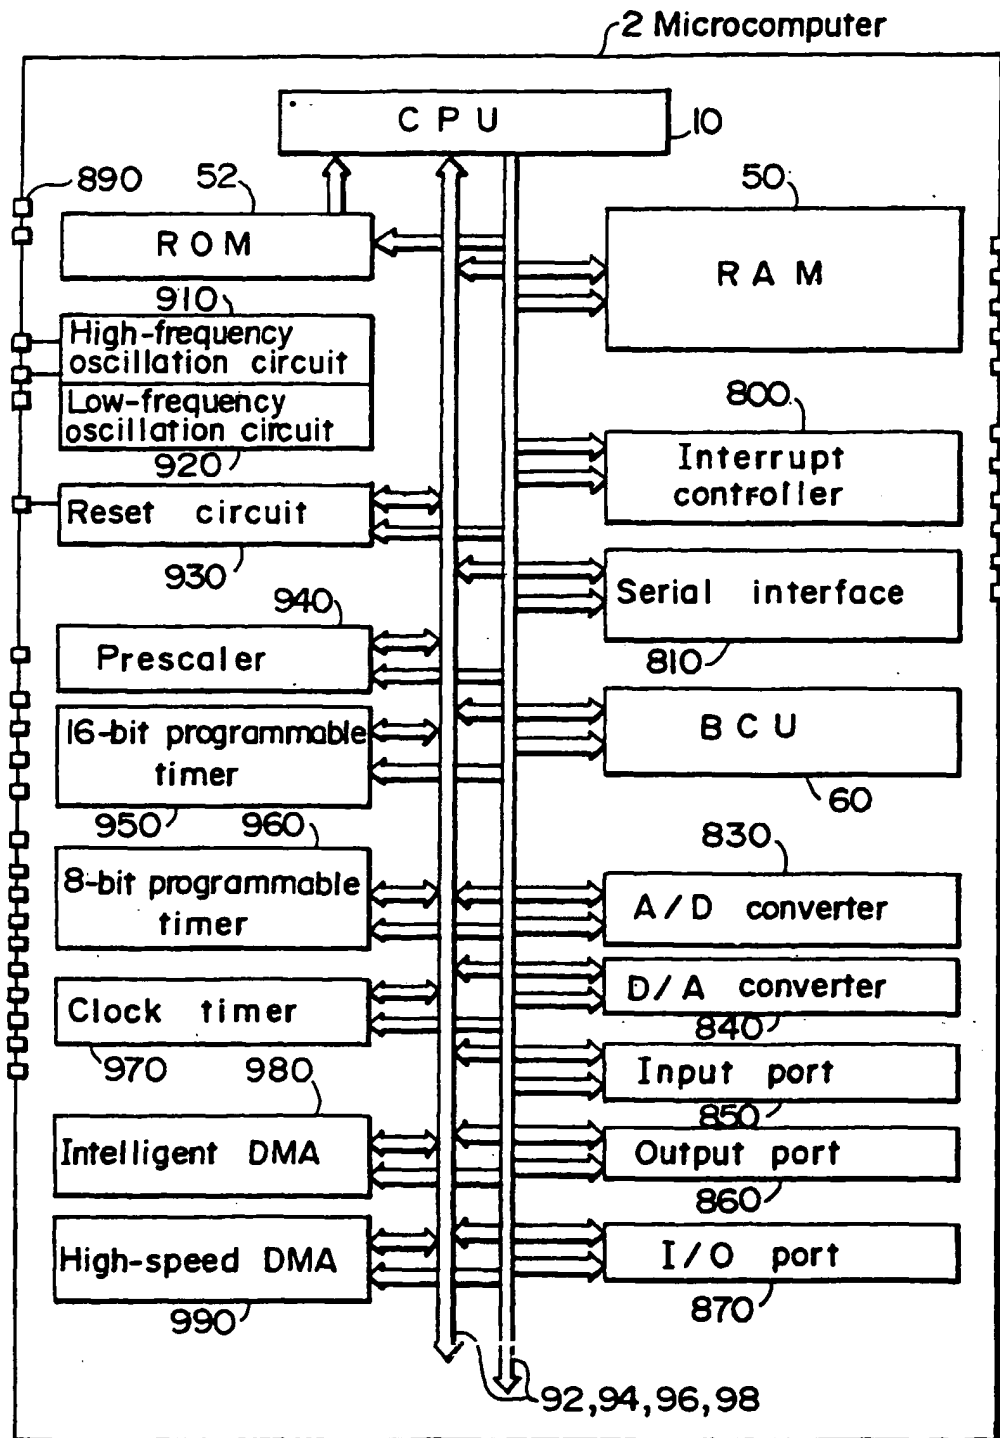 2 Microcomputer
CPU
10
890
52
50
ROM
RAM
910
High-frequency
oscillation circuit
Low-frequency
oscillation circuit
920
800
Interrupt
controller
Reset circuit
930
Serial interface
810
940
Prescaler
16-bit programmable
timer
950
BCU
60
960
8-bit programmable
timer
830
A/D converter
D/A converter
840
Clock timer
970
Input port
850
980
Intelligent DMA
Output port
860
High-speed DMA
990
I/O port
870
92,94,96,98